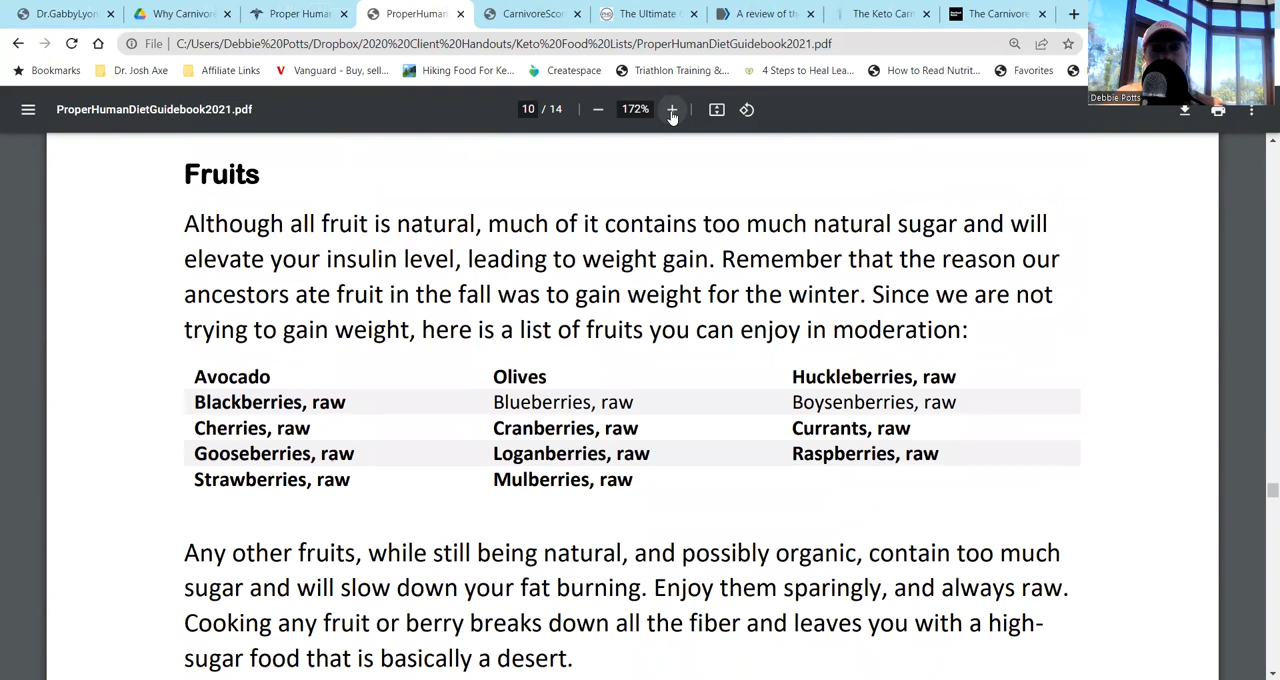 Dr.GabbyLyon
Why Carnivore
Proper Human
ProperHuman
CarnivoreScor
The Ultimate
A review of th
The Keto Carn
The Carnivore
File
C:/Users/Debbie%20Potts/Dropbox/2020%20Client%20Handouts/Keto%20Food%20Lists/ProperHumanDietGuidebook2021.pdf
Bookmarks
Dr. Josh Axe
Affiliate Links
Vanguard - Buy, sell...
Hiking Food For Ke...
Createspace
Triathlon Training &...
4 Steps to Heal Lea...
How to Read Nutrit...
Favorites
Debbie Potts
ProperHumanDietGuidebook2021.pdf
10 / 14
172%
Fruits
Although all fruit is natural, much of it contains too much natural sugar and will
elevate your insulin level, leading to weight gain. Remember that the reason our
ancestors ate fruit in the fall was to gain weight for the winter. Since we are not
trying to gain weight, here is a list of fruits you can enjoy in moderation:
Avocado Olives Huckleberries, raw
Blackberries, raw Blueberries, raw Boysenberries, raw
Cherries, raw Cranberries, raw Currants, raw
Gooseberries, raw Loganberries, raw Raspberries, raw
Strawberries, raw Mulberries, raw
Any other fruits, while still being natural, and possibly organic, contain too much
sugar and will slow down your fat burning. Enjoy them sparingly, and always raw.
Cooking any fruit or berry breaks down all the fiber and leaves you with a high-
sugar food that is basically a desert.